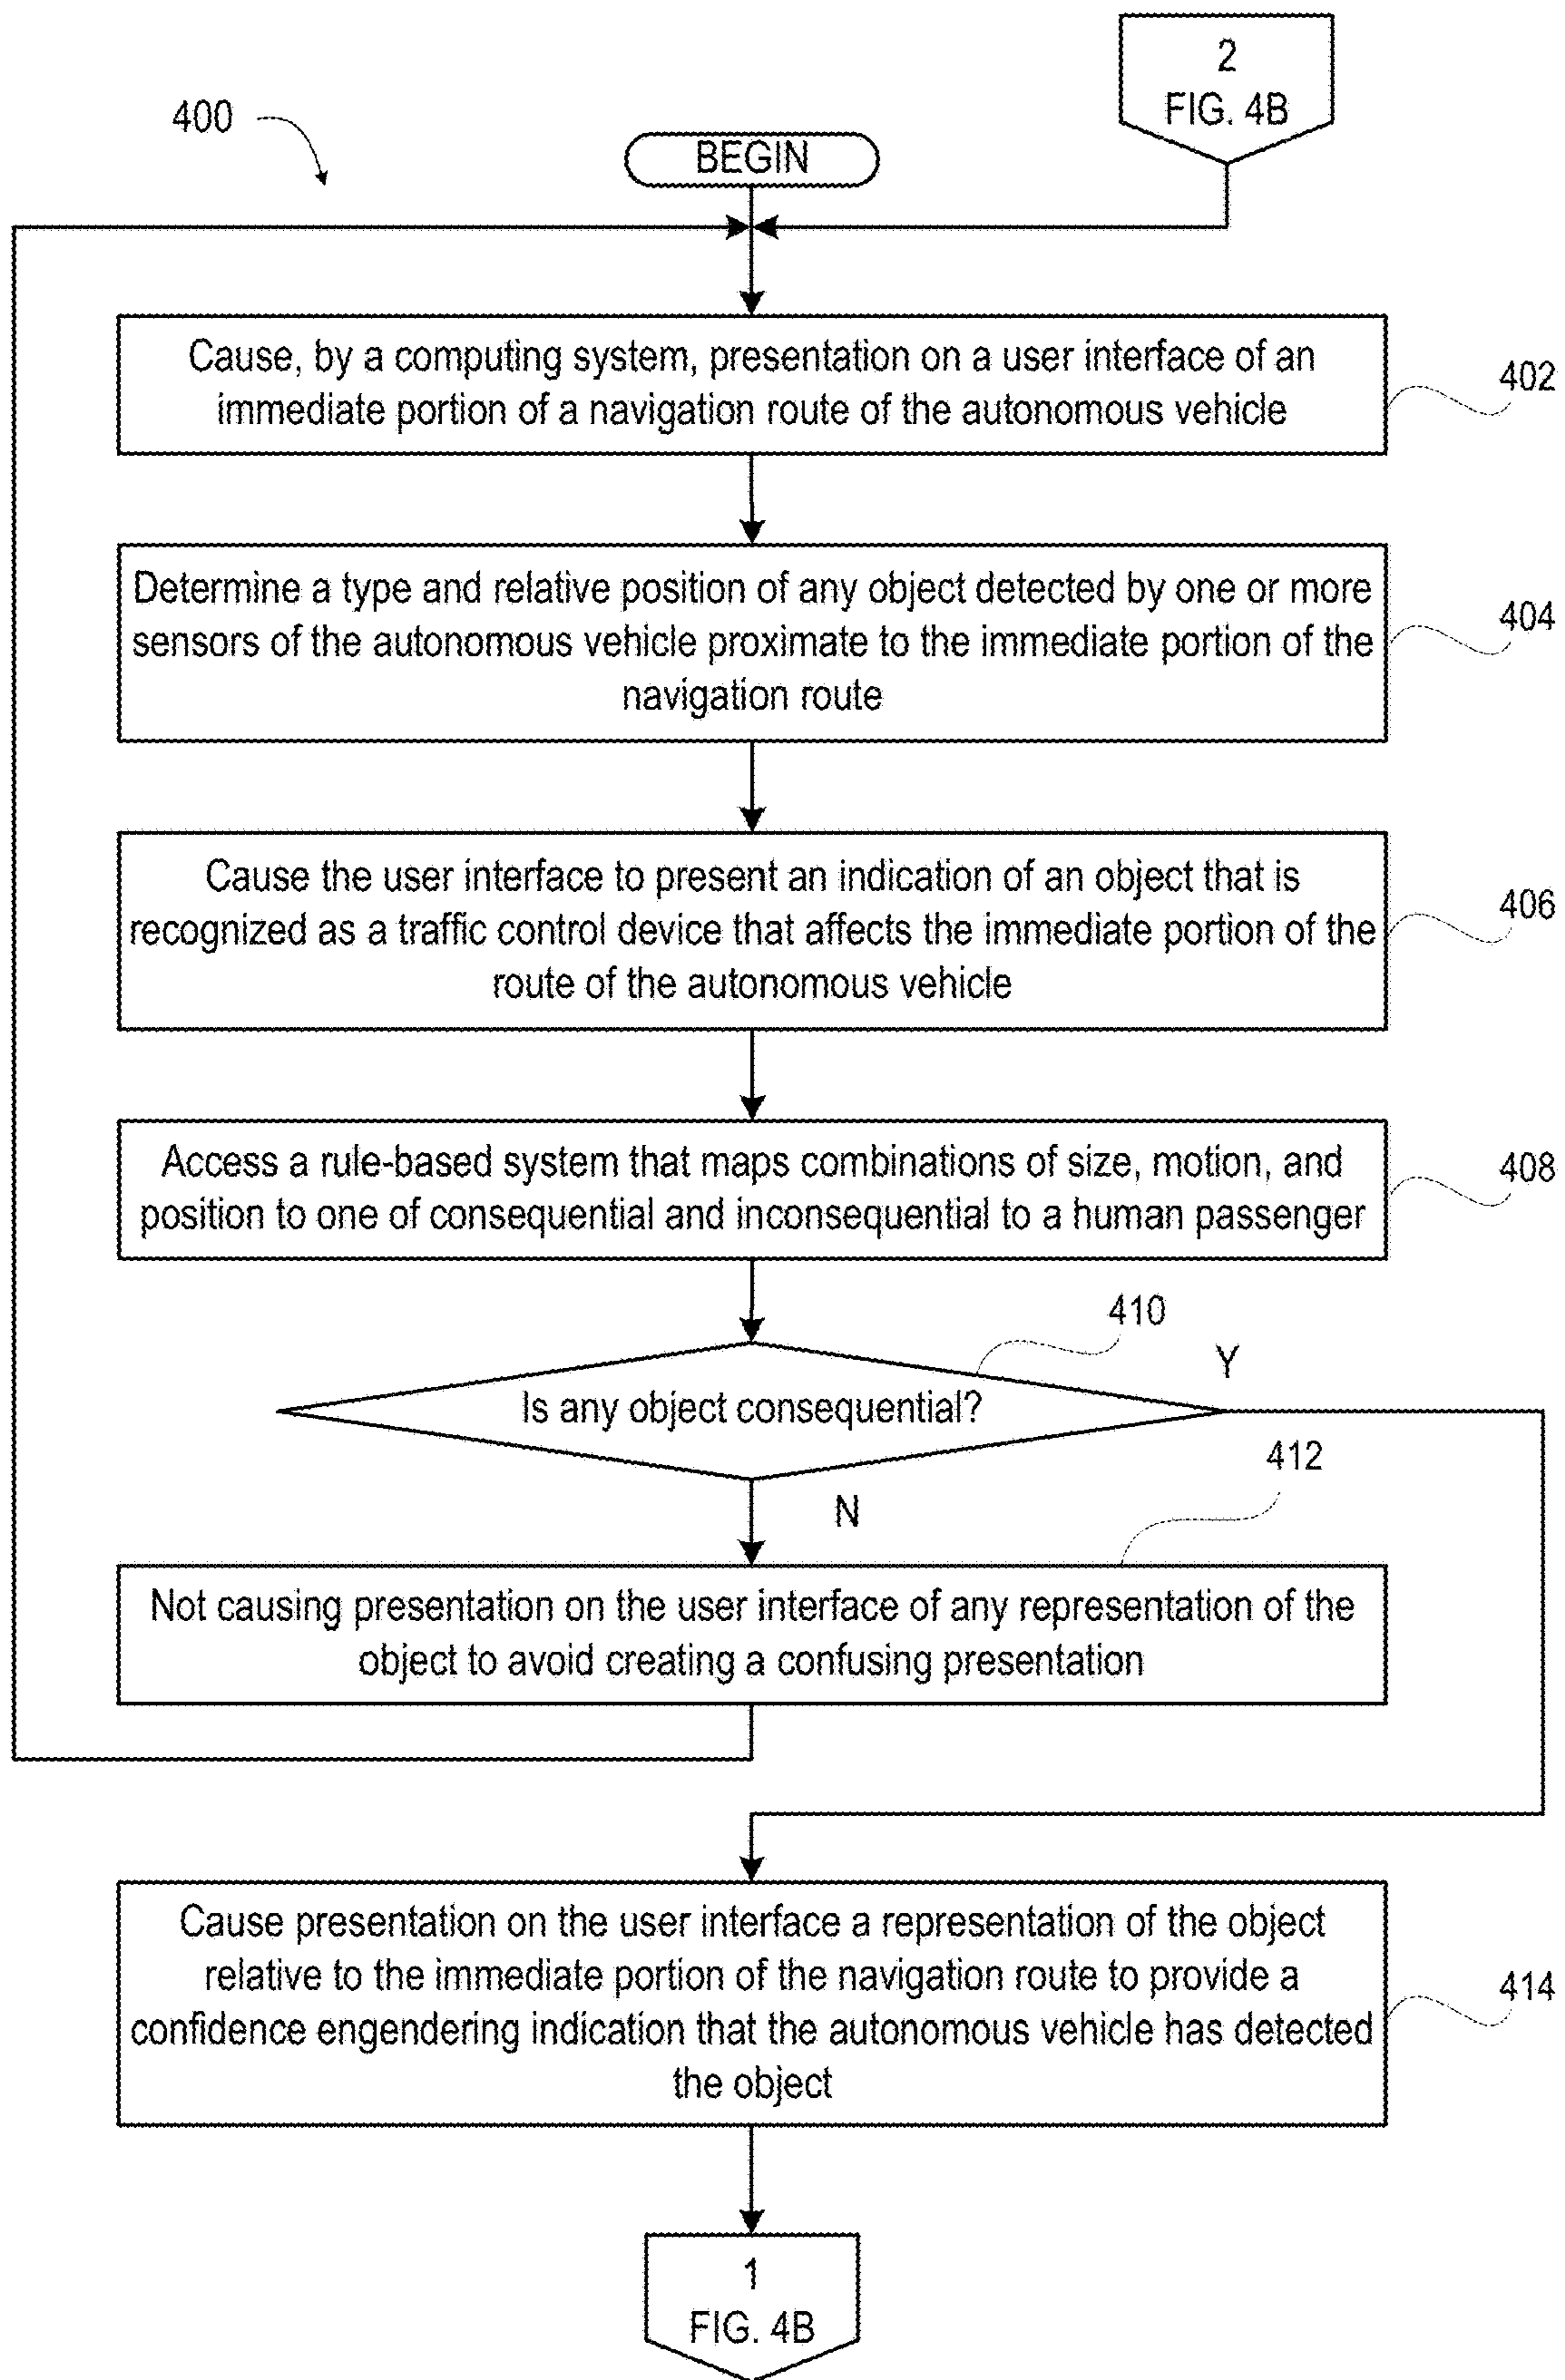 2
FIG. 4B
400
BEGIN
Cause, by a computing system, presentation on a user interface of an
immediate portion of a navigation route of the autonomous vehicle
402
Determine a type and relative position of any object detected by one or more
sensors of the autonomous vehicle proximate to the immediate portion of the
navigation route
404
Cause the user interface to present an indication of an object that is
recognized as a traffic control device that affects the immediate portion of the
route of the autonomous vehicle
406
Access a rule-based system that maps combinations of size, motion, and
position to one of consequential and inconsequential to a human passenger
408
410
Y
Is any object consequential?
412
N
Not causing presentation on the user interface of any representation of the
object to avoid creating a confusing presentation
Cause presentation on the user interface a representation of the object
relative to the immediate portion of the navigation route to provide a
confidence engendering indication that the autonomous vehicle has detected
the object
414
1
FIG. 4B